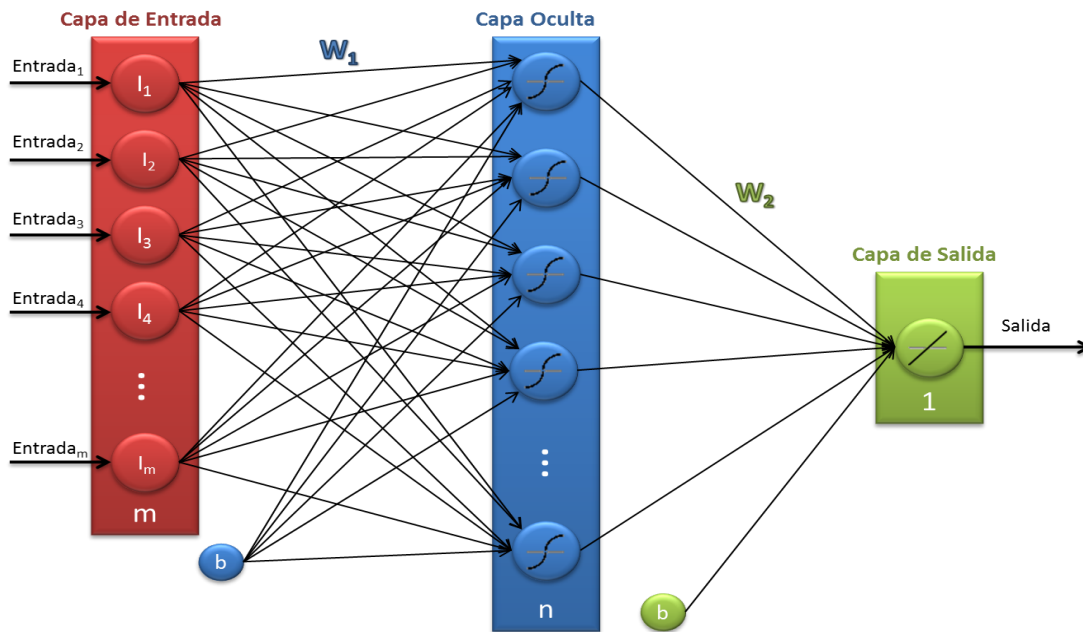 Capa de Entrada
Capa Oculta
W₁
Entrada₁
I₁
Entrada₂
I₂
W₂
Entrada₃
I₃
Capa de Salida
Entrada₄
I₄
Salida
1
Entradaₘ
Iₘ
m
b
n
b